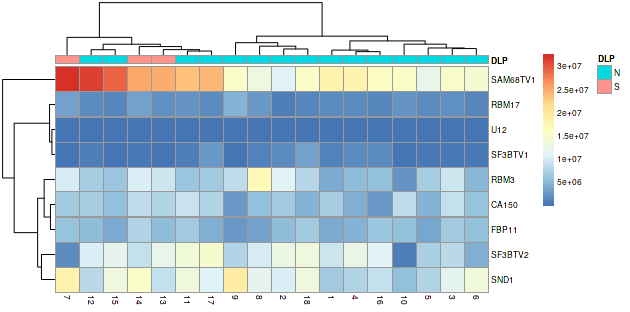 DLP
SAM68TV1
RBM17
U12
SF3BTV1
RBM3
CA150
FBP11
SF3BTV2
SND1
7 12 15 14 13 11 17 9 8 2 18 1 4 16 10 5 3 6
3e+07
2.5e+07
2e+07
1.5e+07
1e+07
5e+06
DLP
N
S